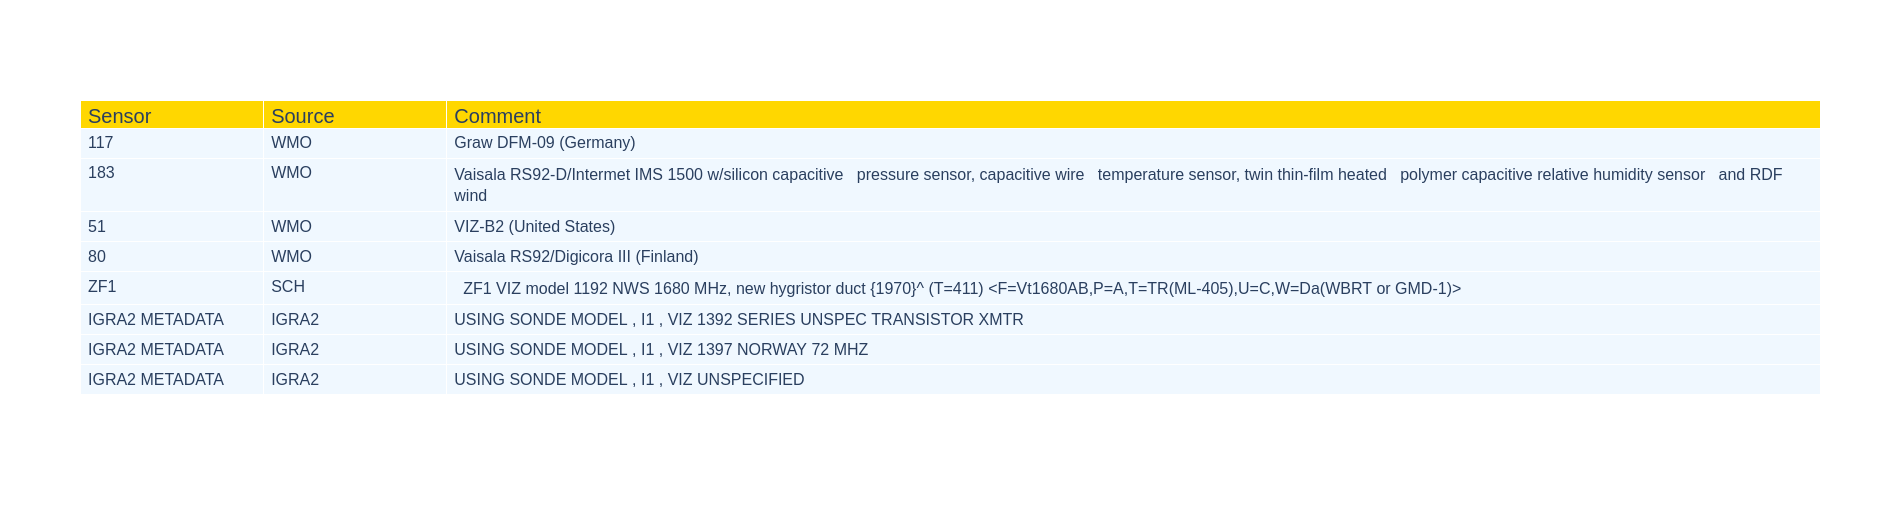 Sensor Source Comment
117 WMO Graw DFM-09 (Germany)
183 WMO Vaisala RS92-D/Intermet IMS 1500 w/silicon capacitive   pressure sensor, capacitive wire   temperature sensor, twin thin-film heated   polymer capacitive relative humidity sensor   and RDF
wind
51 WMO VIZ-B2 (United States)
80 WMO Vaisala RS92/Digicora III (Finland)
ZF1 SCH ZF1 VIZ model 1192 NWS 1680 MHz, new hygristor duct {1970}^ (T=411) <F=Vt1680AB,P=A,T=TR(ML-405),U=C,W=Da(WBRT or GMD-1)>
IGRA2 METADATA IGRA2 USING SONDE MODEL , I1 , VIZ 1392 SERIES UNSPEC TRANSISTOR XMTR
IGRA2 METADATA IGRA2 USING SONDE MODEL , I1 , VIZ 1397 NORWAY 72 MHZ
IGRA2 METADATA IGRA2 USING SONDE MODEL , I1 , VIZ UNSPECIFIED